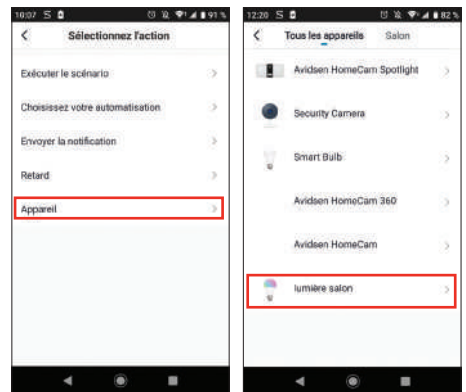 10:07 S 91 %
Sélectionnez l'action
Exécuter le scénario
Choisissez votre automatisation
Envoyer la notification
Retard
Appareil
12:20 S 82 %
Tous les appareils Salon
Avidsen HomeCam Spotlight
Security Camera
Smart Bulb
Avidsen HomeCam 360
Avidsen HomeCam
lumière salon